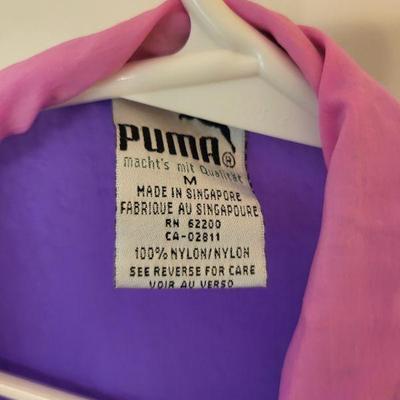 PUMA®
macht's mit Qualität
M
MADE IN SINGAPORE
FABRIQUE AU SINGAPOURE
RN 62200
CA-02811
100% NYLON/NYLON
SEE REVERSE FOR CARE
VOIR AU VERSO